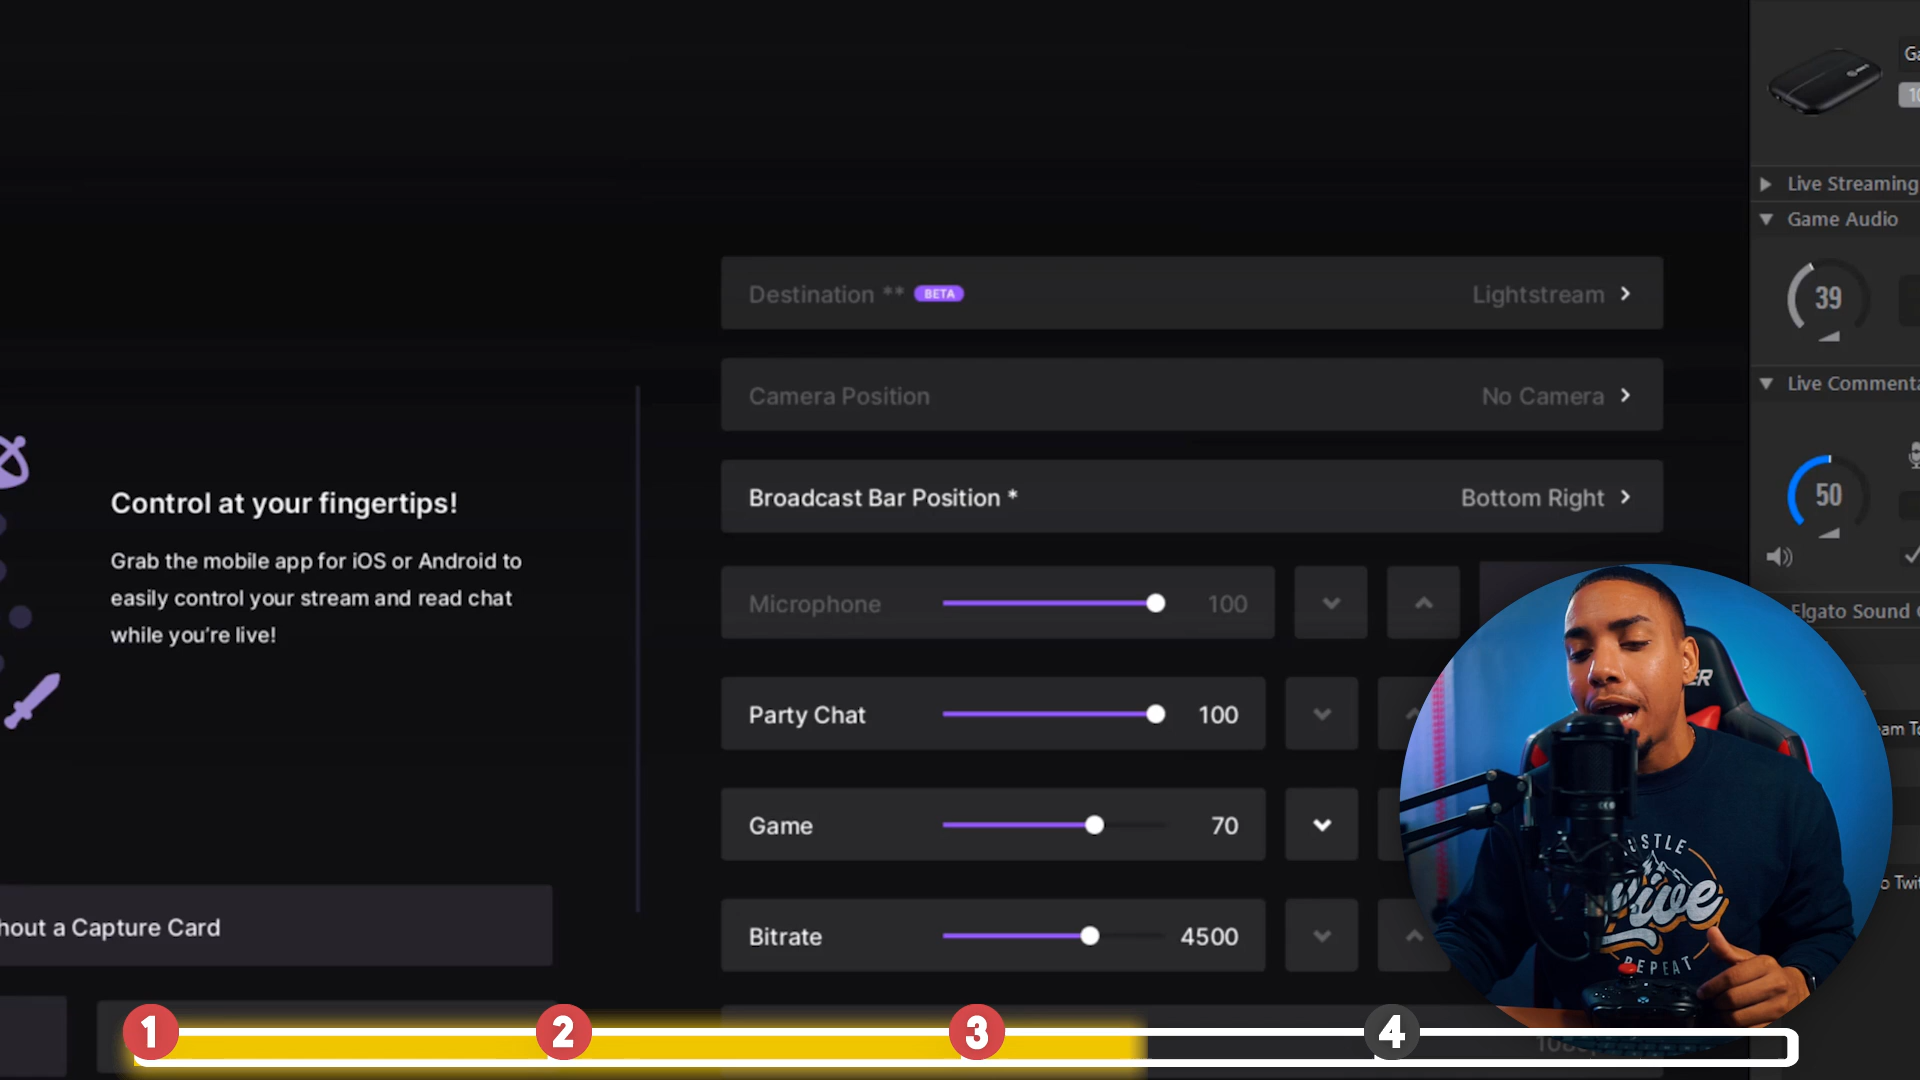 Live Streaming
Game Audio
39
Destination ** BETA
Lightstream
Camera Position
No Camera
50
Broadcast Bar Position *
Bottom Right
Control at your fingertips!
Grab the mobile app for iOS or Android to
easily control your stream and read chat
while you're live!
Microphone
100
Elgato Sound
Party Chat
100
Game
70
Bitrate
4500
hout a Capture Card
REPEAT
1
2
3
4